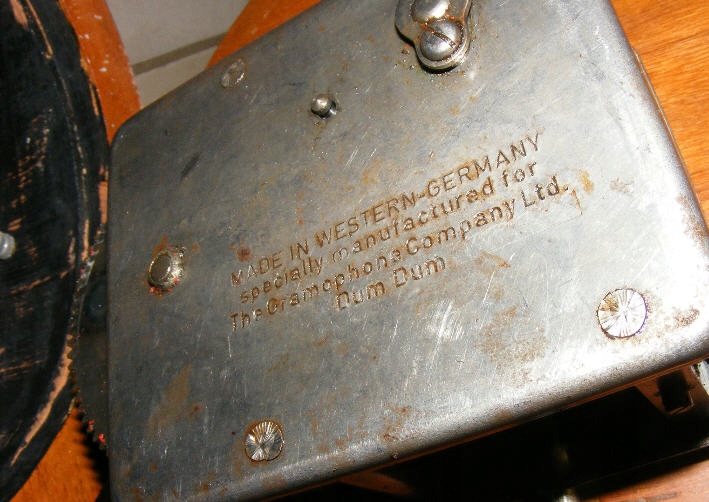 MADE IN WESTERN-GERMANY
specially manufactured for
The Gramophone Company Ltd.
Dum Dum